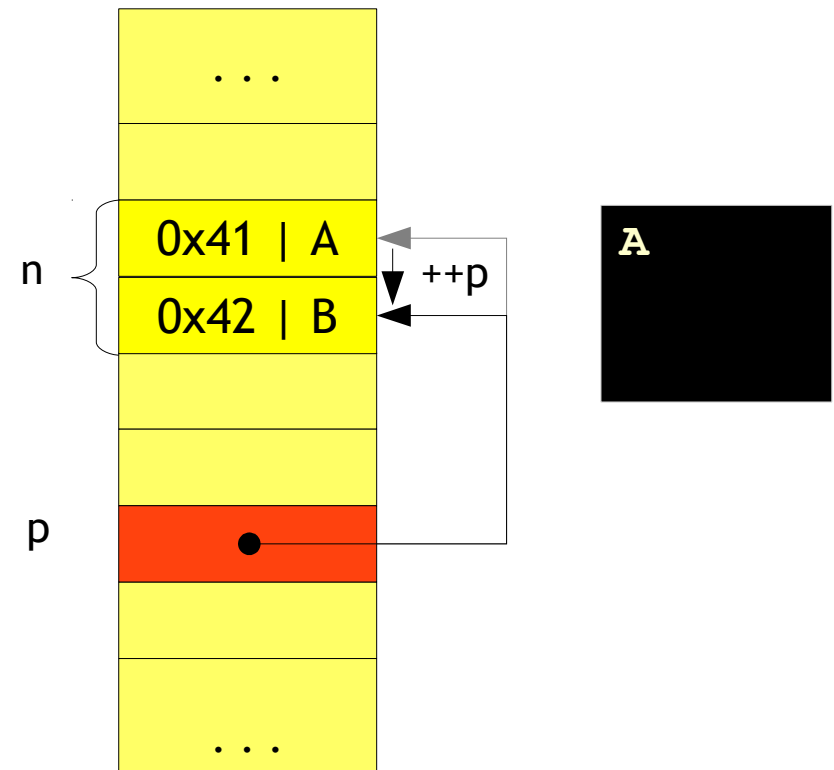 . . .
0x41 | A
A
n
++p
0x42 | B
p
. . .